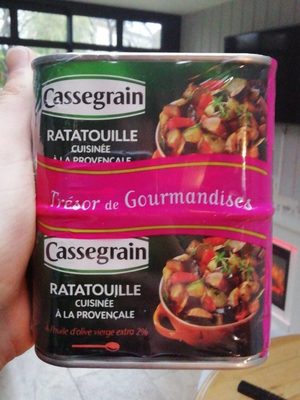 Cassegrain
RATATOUILLE
CUISINÉE
À LA PROVENÇALE
Trésor de Gourmandises
Cassegrain
RATATOUILLE
CUISINÉE
À LA PROVENÇALE
à l'huile d'olive vierge extra 2%